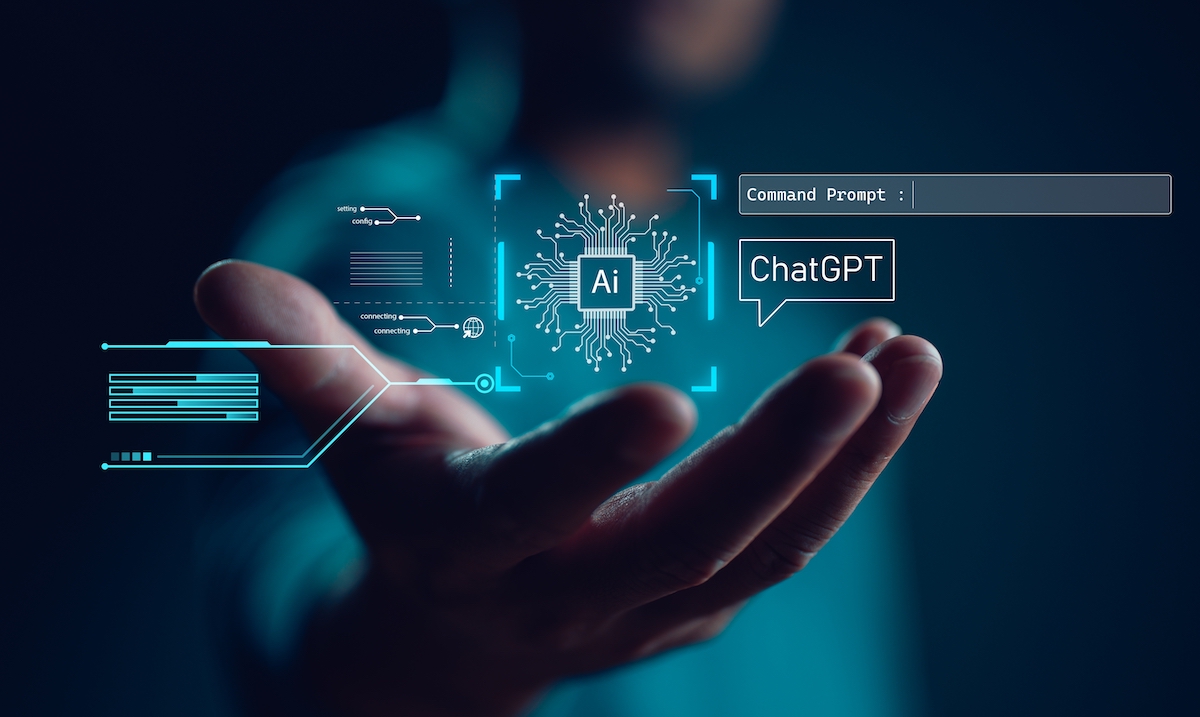 setting
config
connecting
connecting
Ai
Command Prompt :
ChatGPT